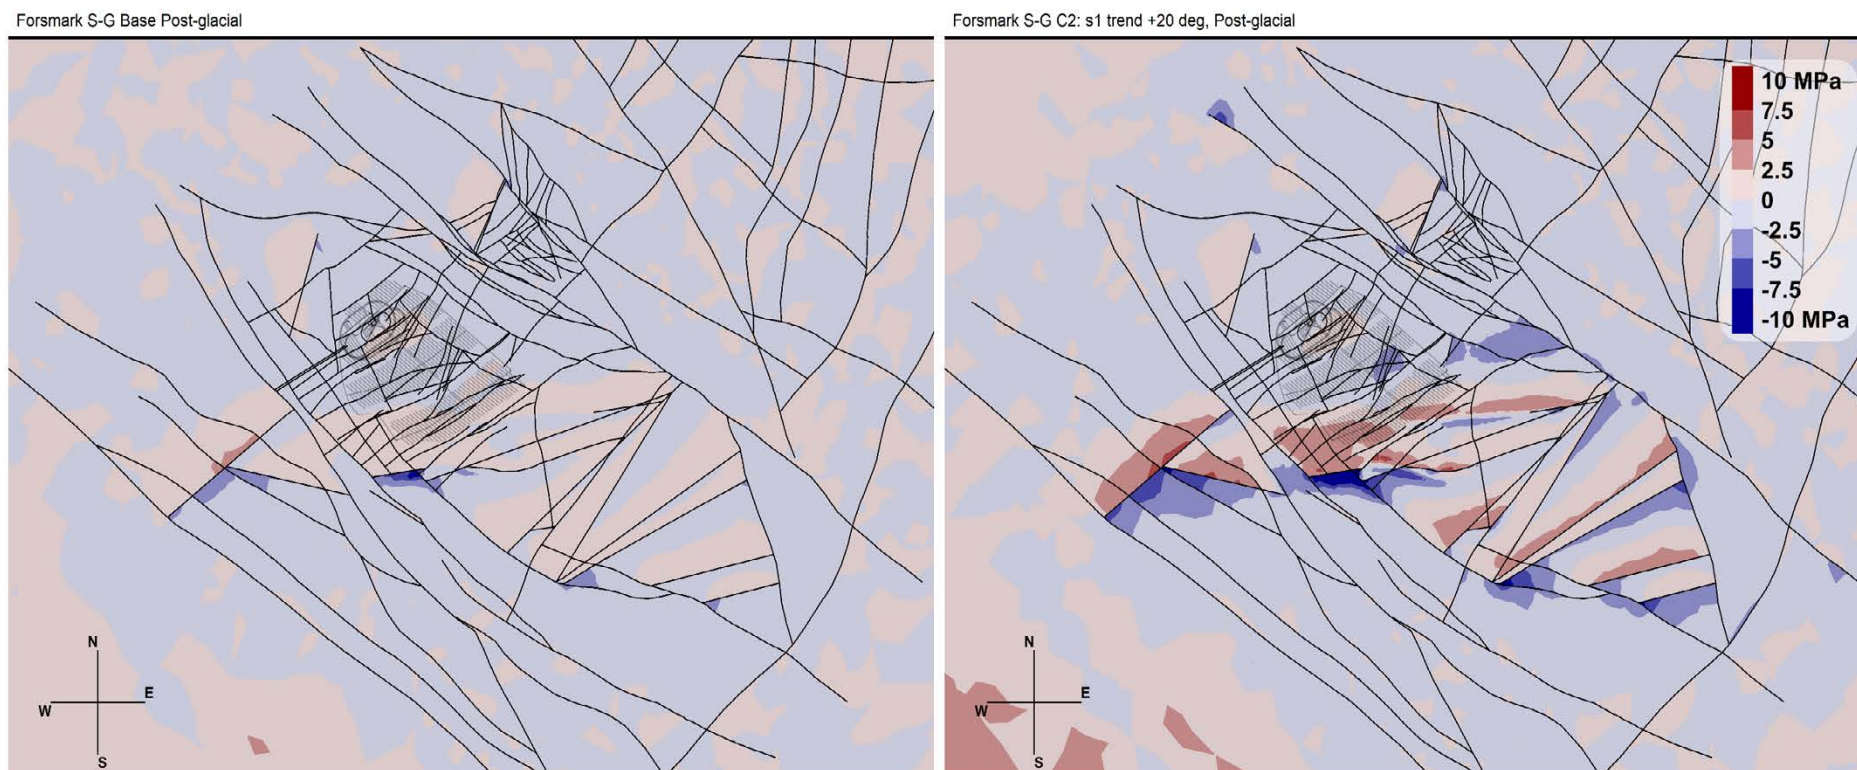 Forsmark S-G Base Post-glacial
Forsmark S-G C2: s1 trend +20 deg, Post-glacial
10 MPa
7.5
5
2.5
0
-2.5
-5
-7.5
-10 MPa
N
W
E
S
N
W
E
S